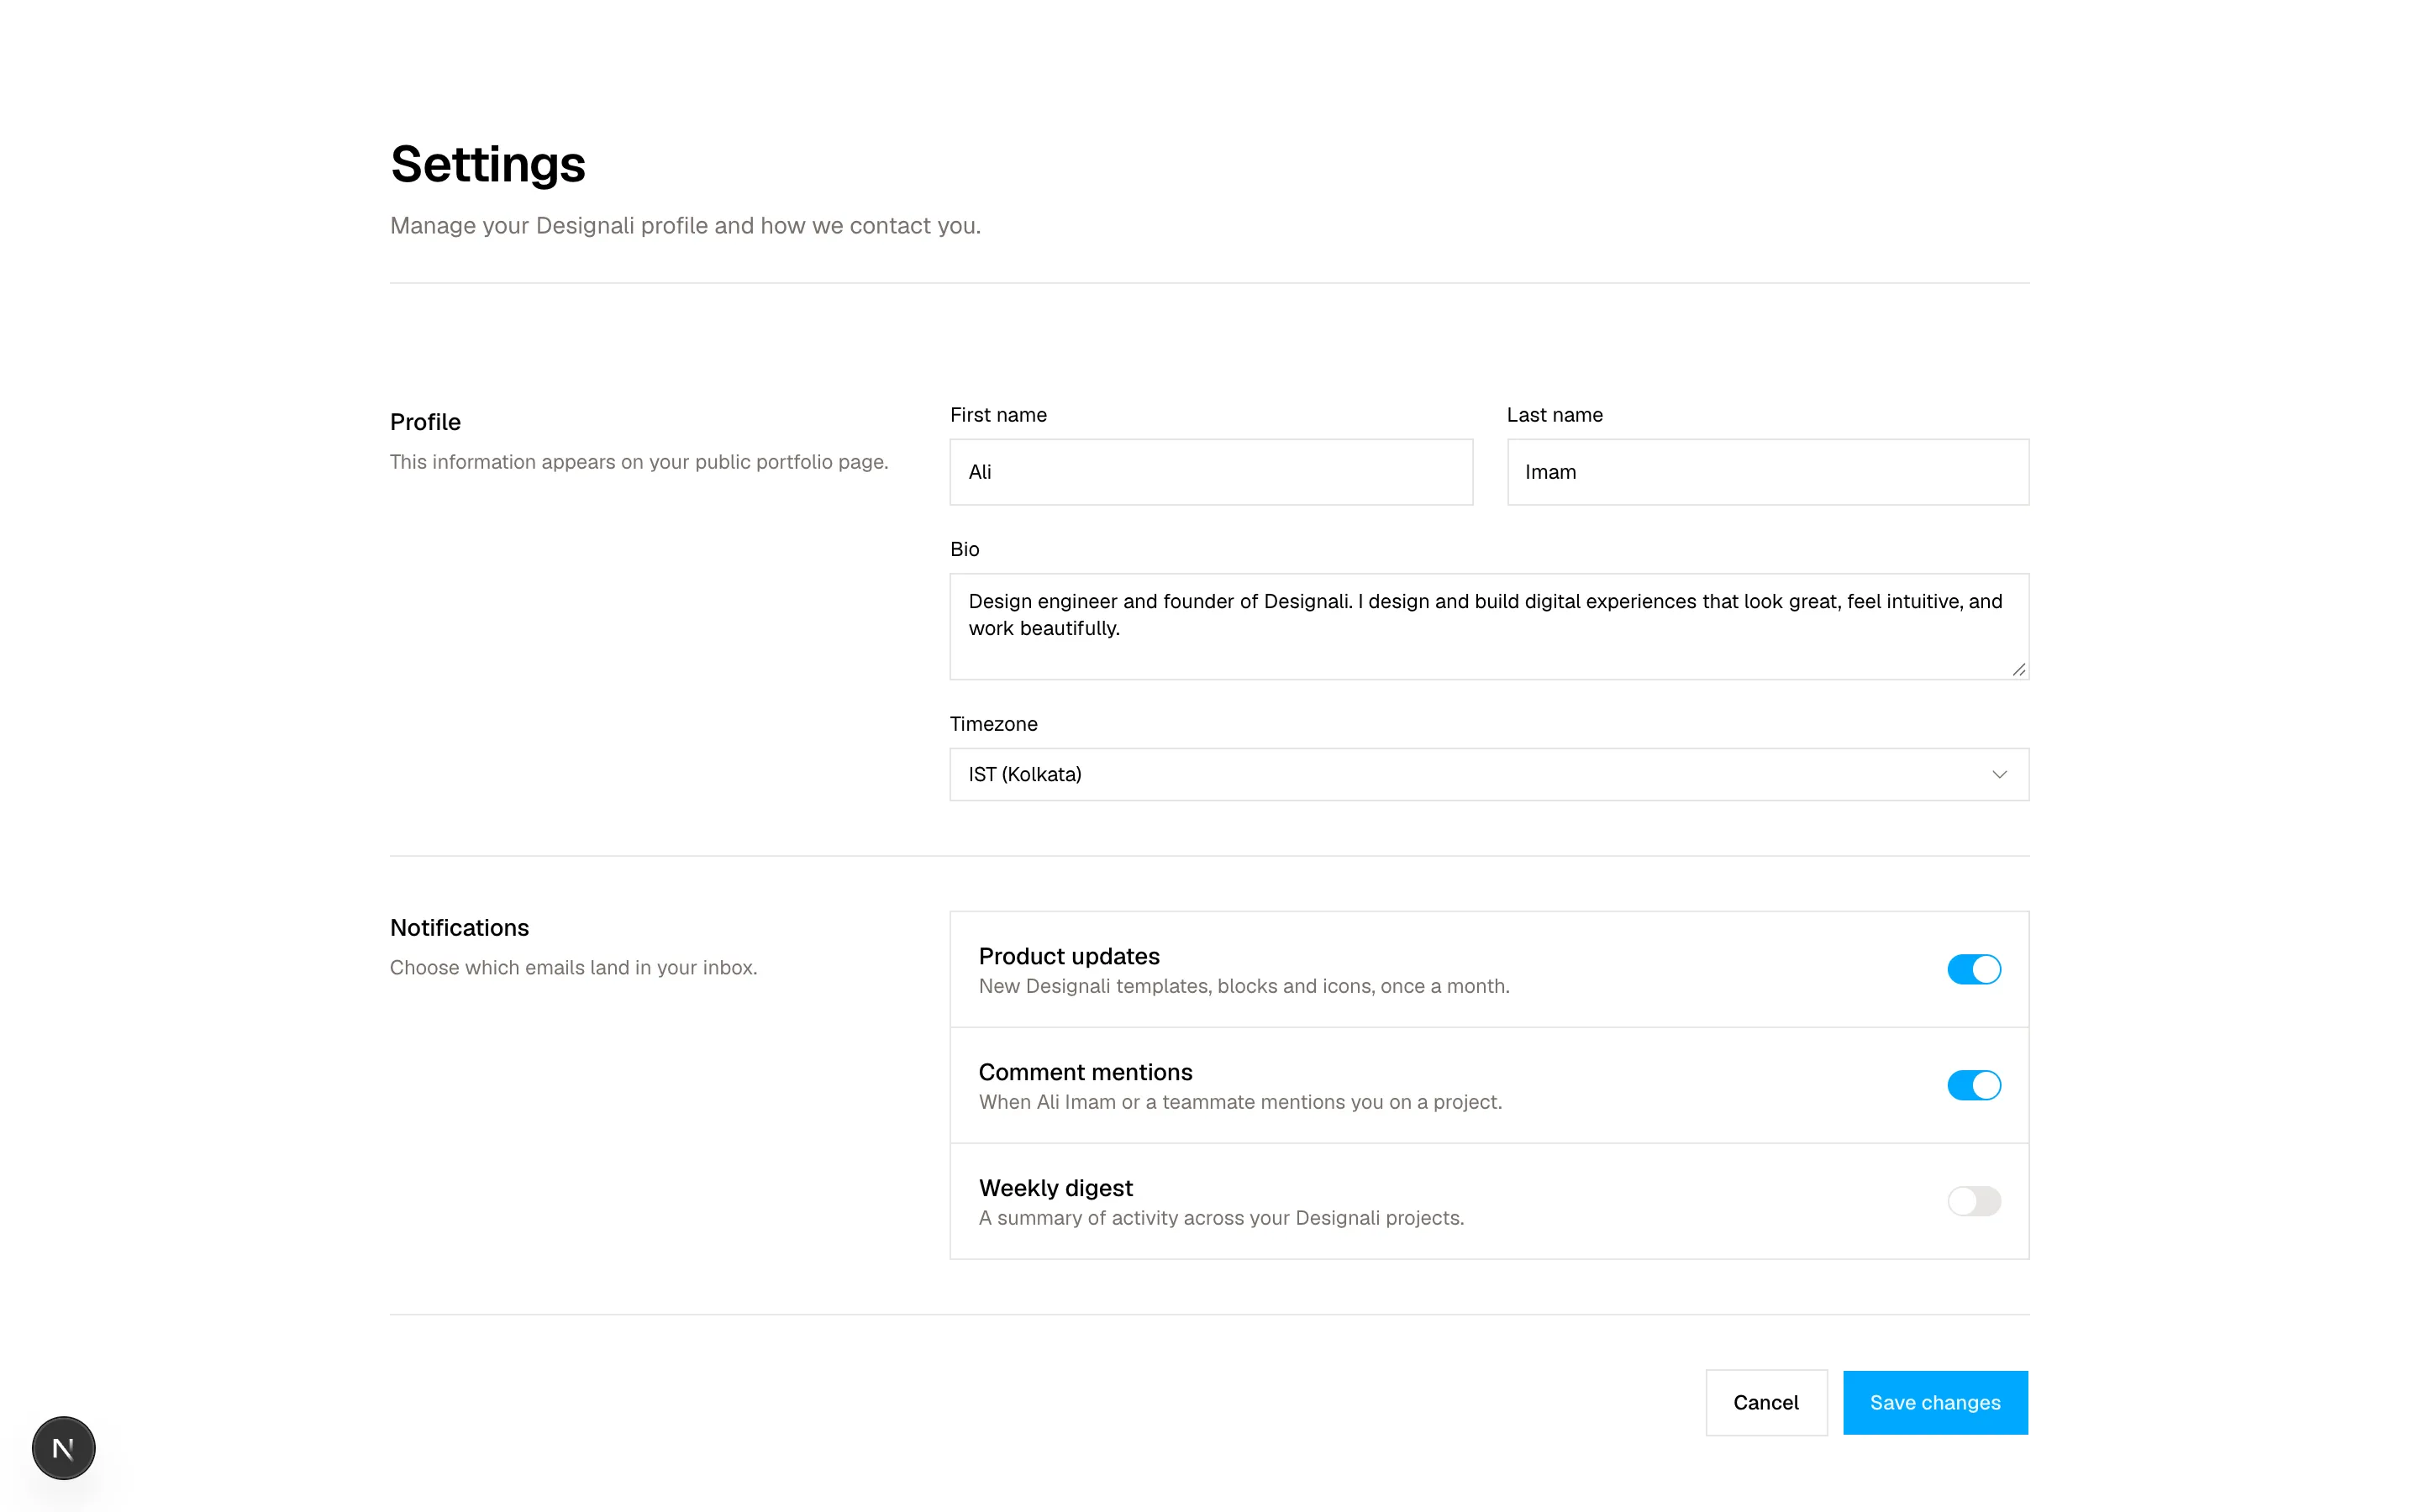 Settings
Manage your Designali profile and how we contact you.
Profile
This information appears on your public portfolio page.
First name
Last name
Ali
Imam
Bio
Design engineer and founder of Designali. I design and build digital experiences that look great, feel intuitive, and
work beautifully.
Timezone
IST (Kolkata)
Notifications
Choose which emails land in your inbox.
Product updates
New Designali templates, blocks and icons, once a month.
Comment mentions
When Ali Imam or a teammate mentions you on a project.
Weekly digest
A summary of activity across your Designali projects.
Cancel
Save changes
N